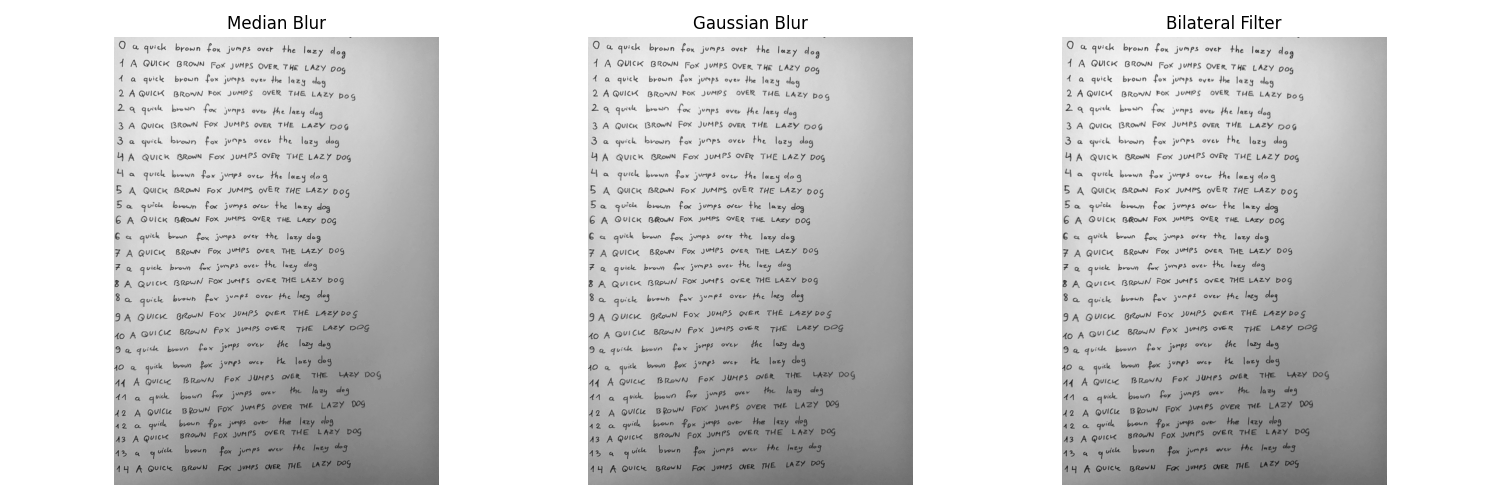 Median Blur
0 a quick brown fox jumps over the lazy dog
1 A QUICK BROWN FOX JUMPS OVER THE LAZY DOG
1 a quick brown fox jumps over the lazy dog
2 A QUICK BROWN FOX JUMPS OVER THE LAZY DOG
2 a quick brown fox jumps over the lazy dog
3 A QUICK BROWN FOX JUMPS OVER THE LAZY DOG
3 a quick brown fox jumps over the lazy dog
4 A QUICK BROWN FOX JUMPS OVER THE LAZY DOG
4 a quick brown fox jumps over the lazy dog
5 A QUICK BROWN FOX JUMPS OVER THE LAZY DOG
5 a quick brown fox jumps over the lazy dog
6 A QUICK BROWN FOX JUMPS OVER THE LAZY DOG
6 a quick brown fox jumps over the lazy dog
7 A QUICK BROWN FOX JUMPS OVER THE LAZY DOG
7 a quick brown fox jumps over the lazy dog
8 A QUICK BROWN FOX JUMPS OVER THE LAZY DOG
8 a quick brown fox jumps over the lazy dog
9 A QUICK BROWN FOX JUMPS OVER THE LAZY DOG
10 A QUICK BROWN FOX JUMPS OVER THE LAZY DOG
9 a quick brown fox jumps over the lazy dog
10 a quick brown fox jumps over the lazy dog
11 A QUICK BROWN FOX JUMPS OVER THE LAZY DOG
11 a quick brown fox jumps over the lazy dog
12 A QUICK BROWN FOX JUMPS OVER THE LAZY DOG
12 a quick brown fox jumps over the lazy dog
13 A QUICK BROWN FOX JUMPS OVER THE LAZY DOG
13 a quick brown fox jumps over the lazy dog
14 A QUICK BROWN FOX JUMPS OVER THE LAZY DOG
Gaussian Blur
0 a quick brown fox jumps over the lazy dog
1 A QUICK BROWN FOX JUMPS OVER THE LAZY DOG
1 a quick brown fox jumps over the lazy dog
2 A QUICK BROWN FOX JUMPS OVER THE LAZY DOG
2 a quick brown fox jumps over the lazy dog
3 A QUICK BROWN FOX JUMPS OVER THE LAZY DOG
3 a quick brown fox jumps over the lazy dog
4 A QUICK BROWN FOX JUMPS OVER THE LAZY DOG
4 a quick brown fox jumps over the lazy dog
5 A QUICK BROWN FOX JUMPS OVER THE LAZY DOG
5 a quick brown fox jumps over the lazy dog
6 A QUICK BROWN FOX JUMPS OVER THE LAZY DOG
6 a quick brown fox jumps over the lazy dog
7 A QUICK BROWN FOX JUMPS OVER THE LAZY DOG
7 a quick brown fox jumps over the lazy dog
8 A QUICK BROWN FOX JUMPS OVER THE LAZY DOG
8 a quick brown fox jumps over the lazy dog
9 A QUICK BROWN FOX JUMPS OVER THE LAZY DOG
10 A QUICK BROWN FOX JUMPS OVER THE LAZY DOG
9 a quick brown fox jumps over the lazy dog
10 a quick brown fox jumps over the lazy dog
11 A QUICK BROWN FOX JUMPS OVER THE LAZY DOG
11 a quick brown fox jumps over the lazy dog
12 A QUICK BROWN FOX JUMPS OVER THE LAZY DOG
12 a quick brown fox jumps over the lazy dog
13 A QUICK BROWN FOX JUMPS OVER THE LAZY DOG
13 a quick brown fox jumps over the lazy dog
14 A QUICK BROWN FOX JUMPS OVER THE LAZY DOG
Bilateral Filter
0 a quick brown fox jumps over the lazy dog
1 A QUICK BROWN FOX JUMPS OVER THE LAZY DOG
1 a quick brown fox jumps over the lazy dog
2 A QUICK BROWN FOX JUMPS OVER THE LAZY DOG
2 a quick brown fox jumps over the lazy dog
3 A QUICK BROWN FOX JUMPS OVER THE LAZY DOG
3 a quick brown fox jumps over the lazy dog
4 A QUICK BROWN FOX JUMPS OVER THE LAZY DOG
4 a quick brown fox jumps over the lazy dog
5 A QUICK BROWN FOX JUMPS OVER THE LAZY DOG
5 a quick brown fox jumps over the lazy dog
6 A QUICK BROWN FOX JUMPS OVER THE LAZY DOG
6 a quick brown fox jumps over the lazy dog
7 A QUICK BROWN FOX JUMPS OVER THE LAZY DOG
7 a quick brown fox jumps over the lazy dog
8 A QUICK BROWN FOX JUMPS OVER THE LAZY DOG
8 a quick brown fox jumps over the lazy dog
9 A QUICK BROWN FOX JUMPS OVER THE LAZY DOG
10 A QUICK BROWN FOX JUMPS OVER THE LAZY DOG
9 a quick brown fox jumps over the lazy dog
10 a quick brown fox jumps over the lazy dog
11 A QUICK BROWN FOX JUMPS OVER THE LAZY DOG
11 a quick brown fox jumps over the lazy dog
12 A QUICK BROWN FOX JUMPS OVER THE LAZY DOG
12 a quick brown fox jumps over the lazy dog
13 A QUICK BROWN FOX JUMPS OVER THE LAZY DOG
13 a quick brown fox jumps over the lazy dog
14 A QUICK BROWN FOX JUMPS OVER THE LAZY DOG